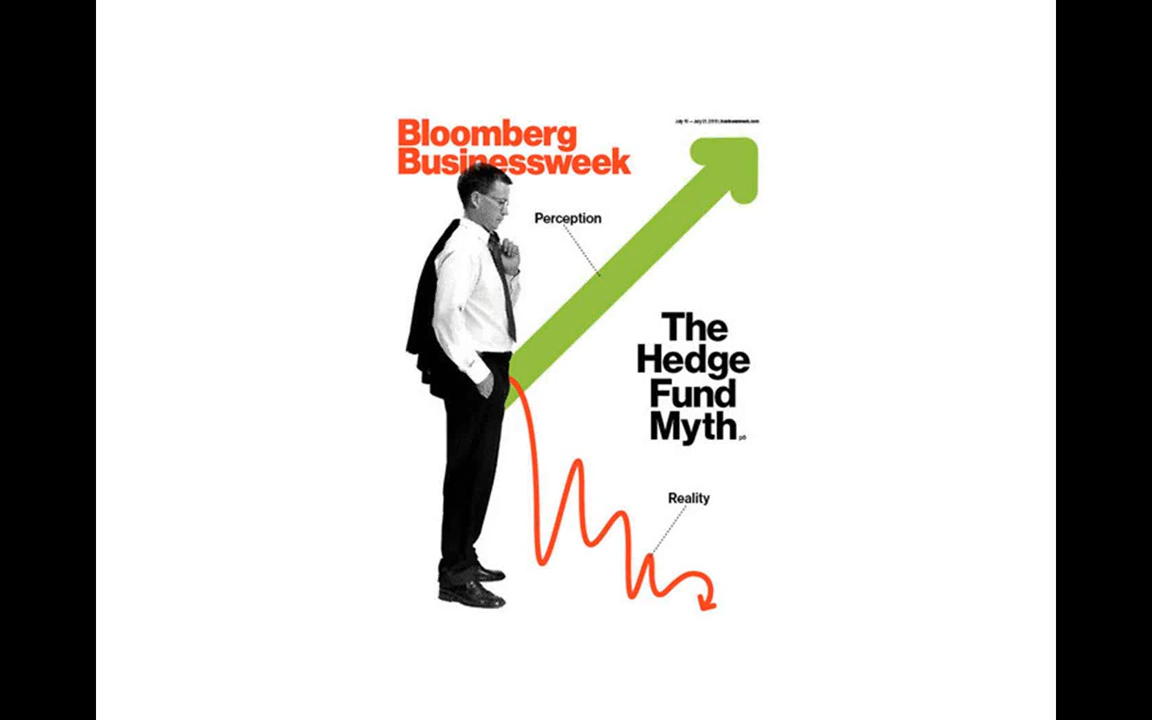 Bloomberg
Businessweek
Perception
The
Hedge
Fund
Myth
Reality